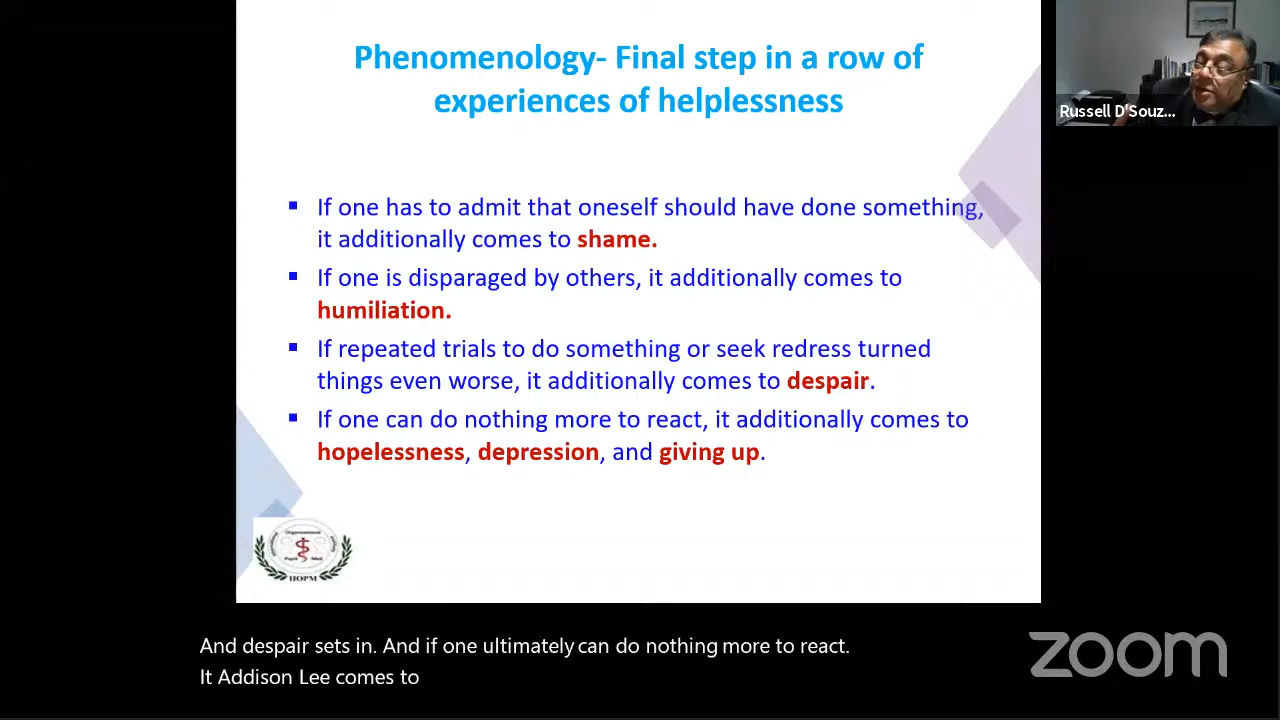 Phenomenology- Final step in a row of
experiences of helplessness
Russell D'Souz...
▪ If one has to admit that oneself should have done something,
it additionally comes to shame.
▪ If one is disparaged by others, it additionally comes to
humiliation.
▪ If repeated trials to do something or seek redress turned
things even worse, it additionally comes to despair.
▪ If one can do nothing more to react, it additionally comes to
hopelessness, depression, and giving up.
Organisational
IIOPM
And despair sets in. And if one ultimately can do nothing more to react.
It Addison Lee comes to
zoom